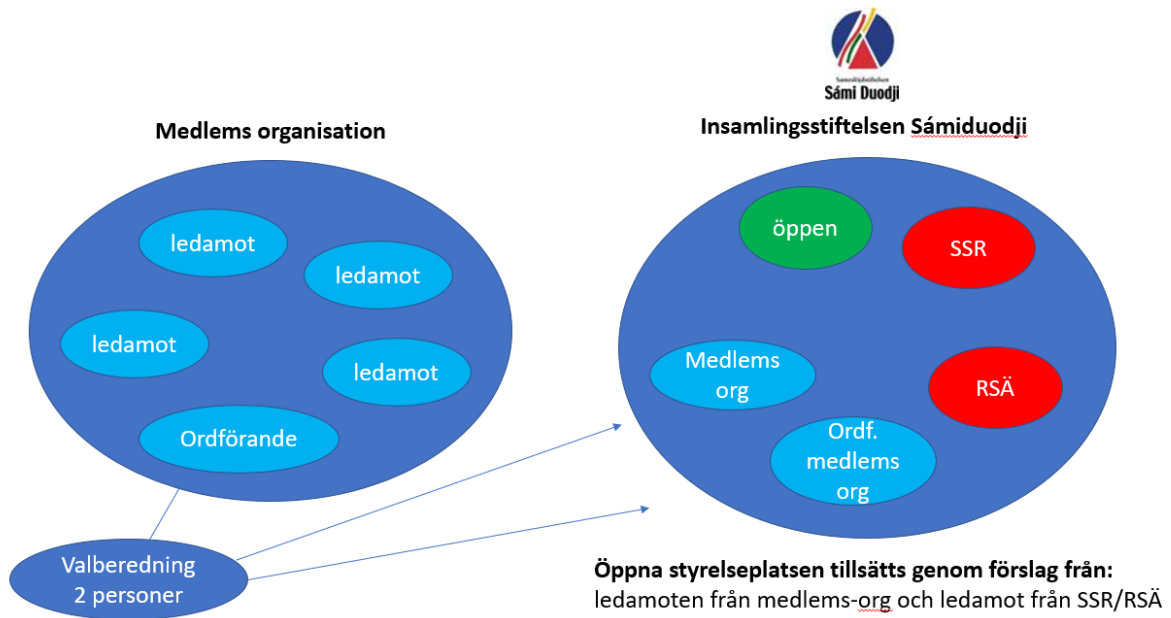 Sameslöjdstiftelsen
Sámi Duodji
Medlems organisation
Insamlingsstiftelsen Sámiduodji
ledamot
ledamot
ledamot
ledamot
Ordförande
Valberedning
2 personer
öppen
SSR
Medlems
org
RSÄ
Ordf.
medlems
org
Öppna styrelseplatsen tillsätts genom förslag från:
ledamoten från medlems-org och ledamot från SSR/RSÄ